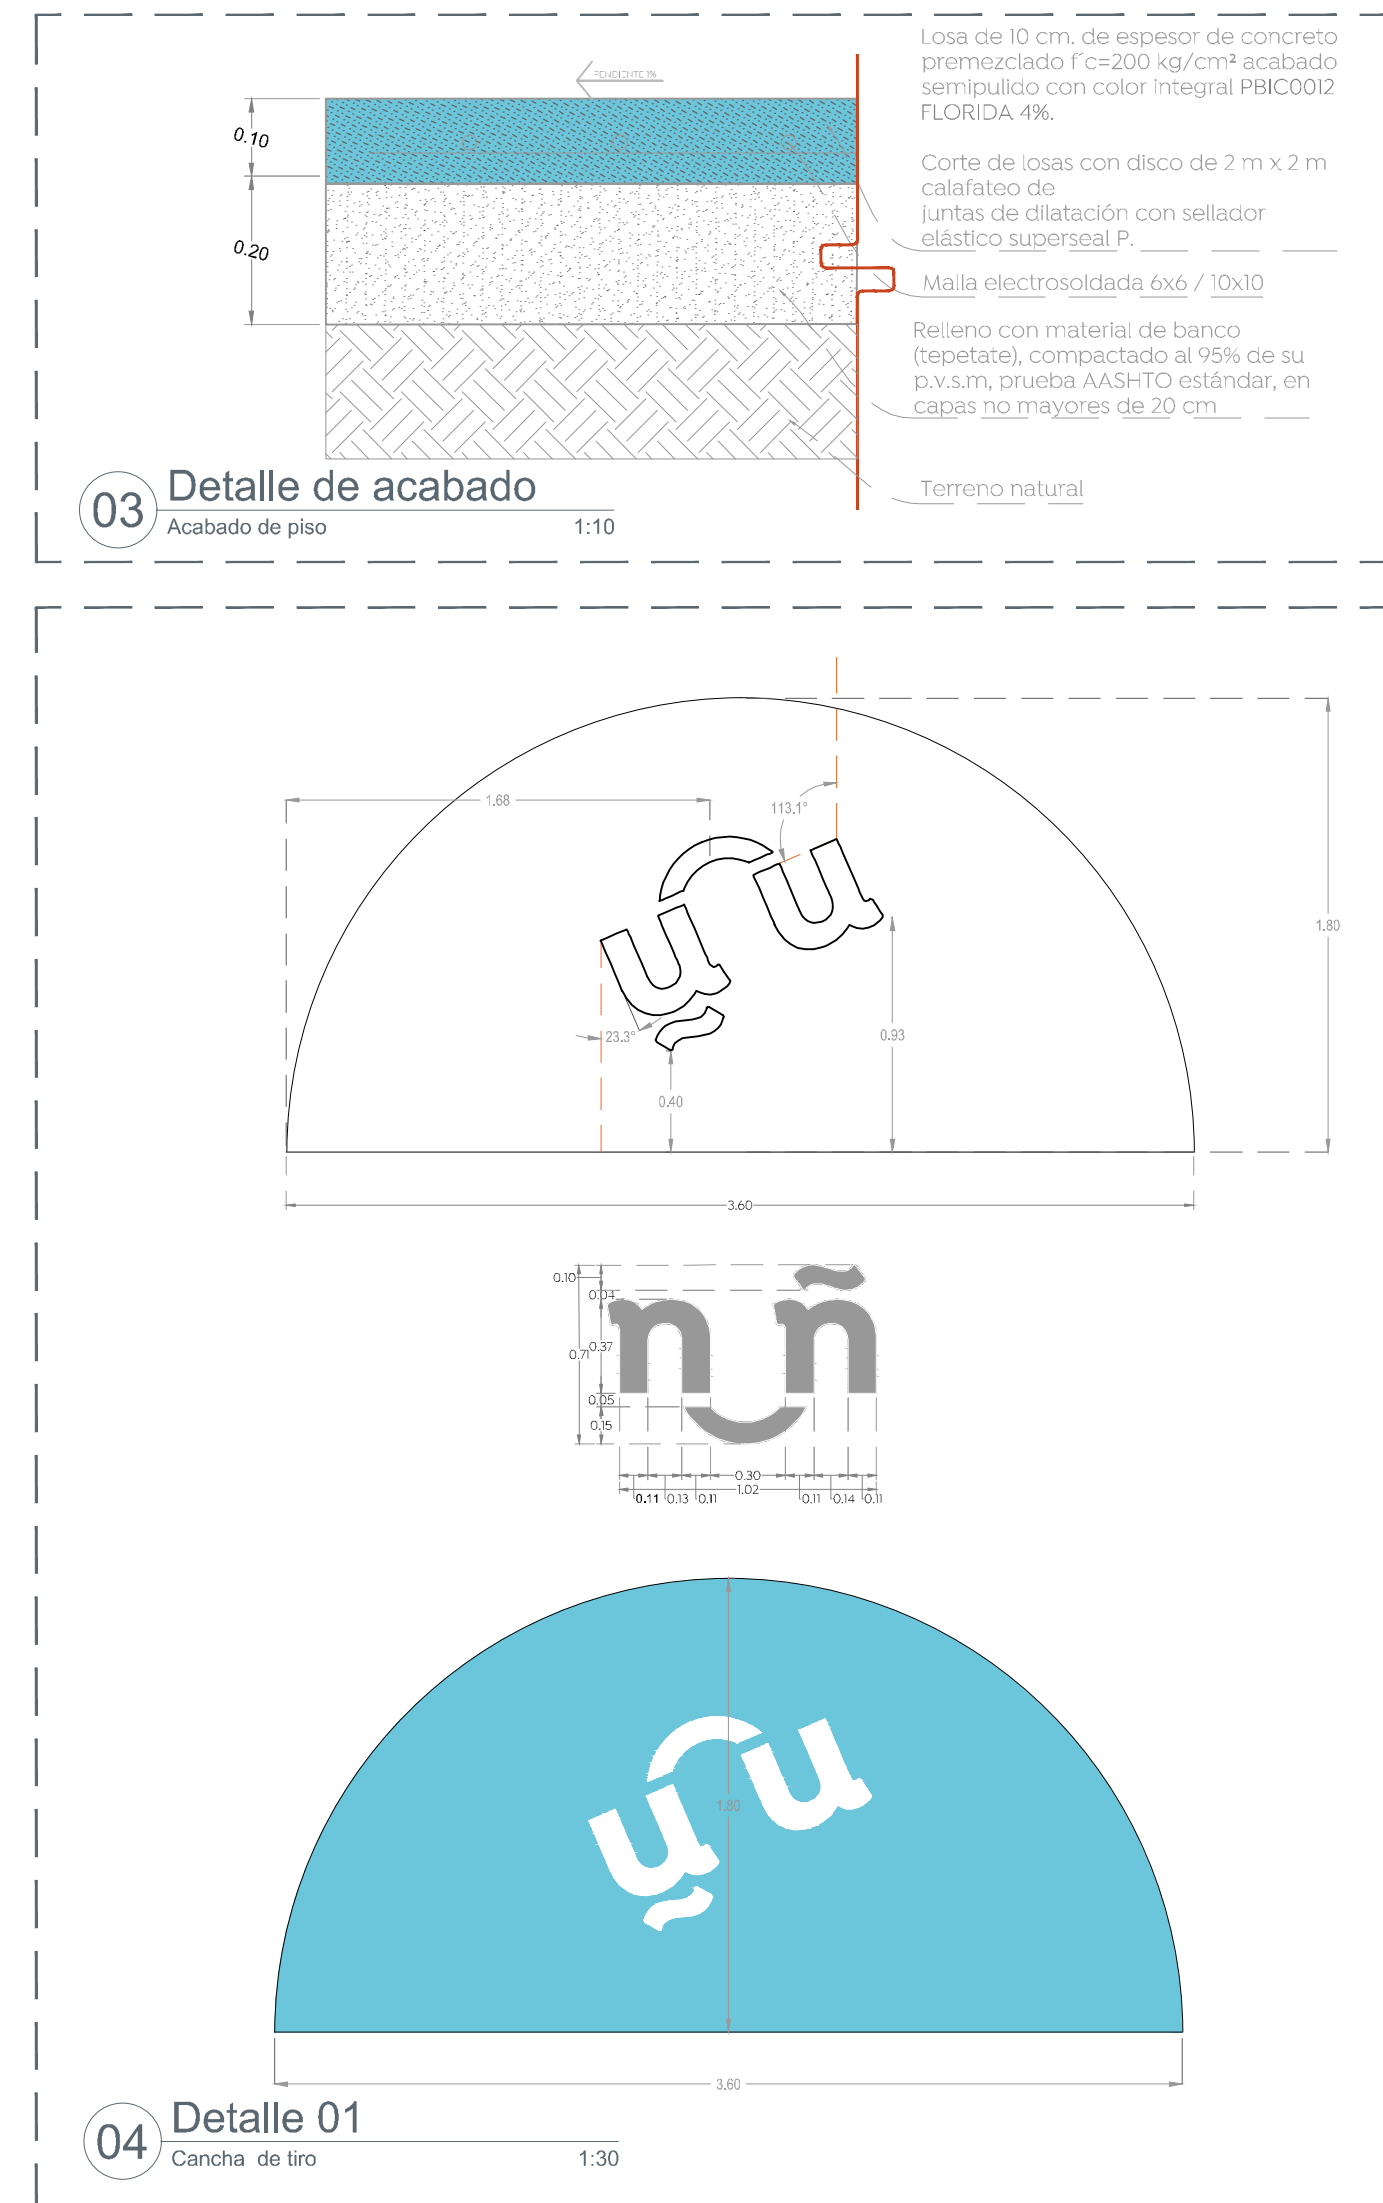 Losa de 10 cm. de espesor de concreto
premezclado f´c=200 kg/cm² acabado
semipulido con color integral PBIC0012
FLORIDA 4%.
PENDIENTE 1%
0.10
0.20
Corte de losas con disco de 2 m x 2 m
calafateo de
juntas de dilatación con sellador
elástico superseal P.
Malla electrosoldada 6x6 / 10x10
Relleno con material de banco
(tepetate), compactado al 95% de su
p.v.s.m, prueba AASHTO estándar, en
capas no mayores de 20 cm
Terreno natural
03
Detalle de acabado
Acabado de piso 1:10
1.68
113.1°
1.80
23.3°
0.93
0.40
3.60
0.10
0.04
0.37
0.71
0.05
0.15
nñ
0.30
1.02
0.11 0.13 0.11 0.11 0.14 0.11
1.80
3.60
04
Detalle 01
Cancha de tiro 1:30